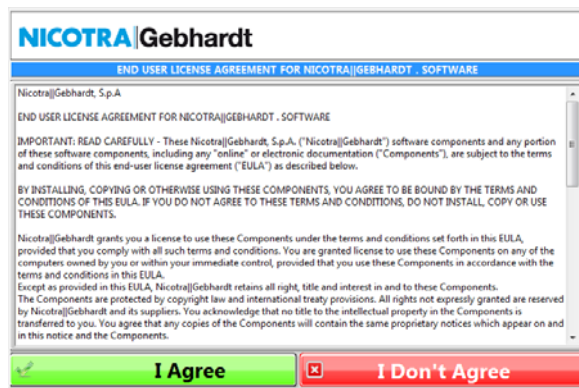 NICOTRA||Gebhardt
END USER LICENSE AGREEMENT FOR NICOTRA||GEBHARDT . SOFTWARE
Nicotra||Gebhardt, S.p.A
END USER LICENSE AGREEMENT FOR NICOTRA||GEBHARDT . SOFTWARE
IMPORTANT: READ CAREFULLY - These Nicotra||Gebhardt, S.p.A. ("Nicotra||Gebhardt") software components and any portion
of these software components, including any "online" or electronic documentation ("Components"), are subject to the terms
and conditions of this end-user license agreement ("EULA") as described below.
BY INSTALLING, COPYING OR OTHERWISE USING THESE COMPONENTS, YOU AGREE TO BE BOUND BY THE TERMS AND
CONDITIONS OF THIS EULA. IF YOU DO NOT AGREE TO THESE TERMS AND CONDITIONS, DO NOT INSTALL, COPY OR USE
THESE COMPONENTS.
Nicotra||Gebhardt grants you a license to use these Components under the terms and conditions set forth in this EULA,
provided that you comply with all such terms and conditions. You are granted license to use these Components on any of the
computers owned by you or within your immediate control, provided that you use these Components in accordance with the
terms and conditions in this EULA.
Except as provided in this EULA, Nicotra||Gebhardt retains all right, title and interest in and to these Components.
The Components are protected by copyright law and international treaty provisions. All rights not expressly granted are reserved
by Nicotra||Gebhardt and its suppliers. You acknowledge that no title to the intellectual property in the Components is
transferred to you. You agree that any copies of the Components will contain the same proprietary notices which appear on and
in this notice and the Components.
I Agree
I Don't Agree